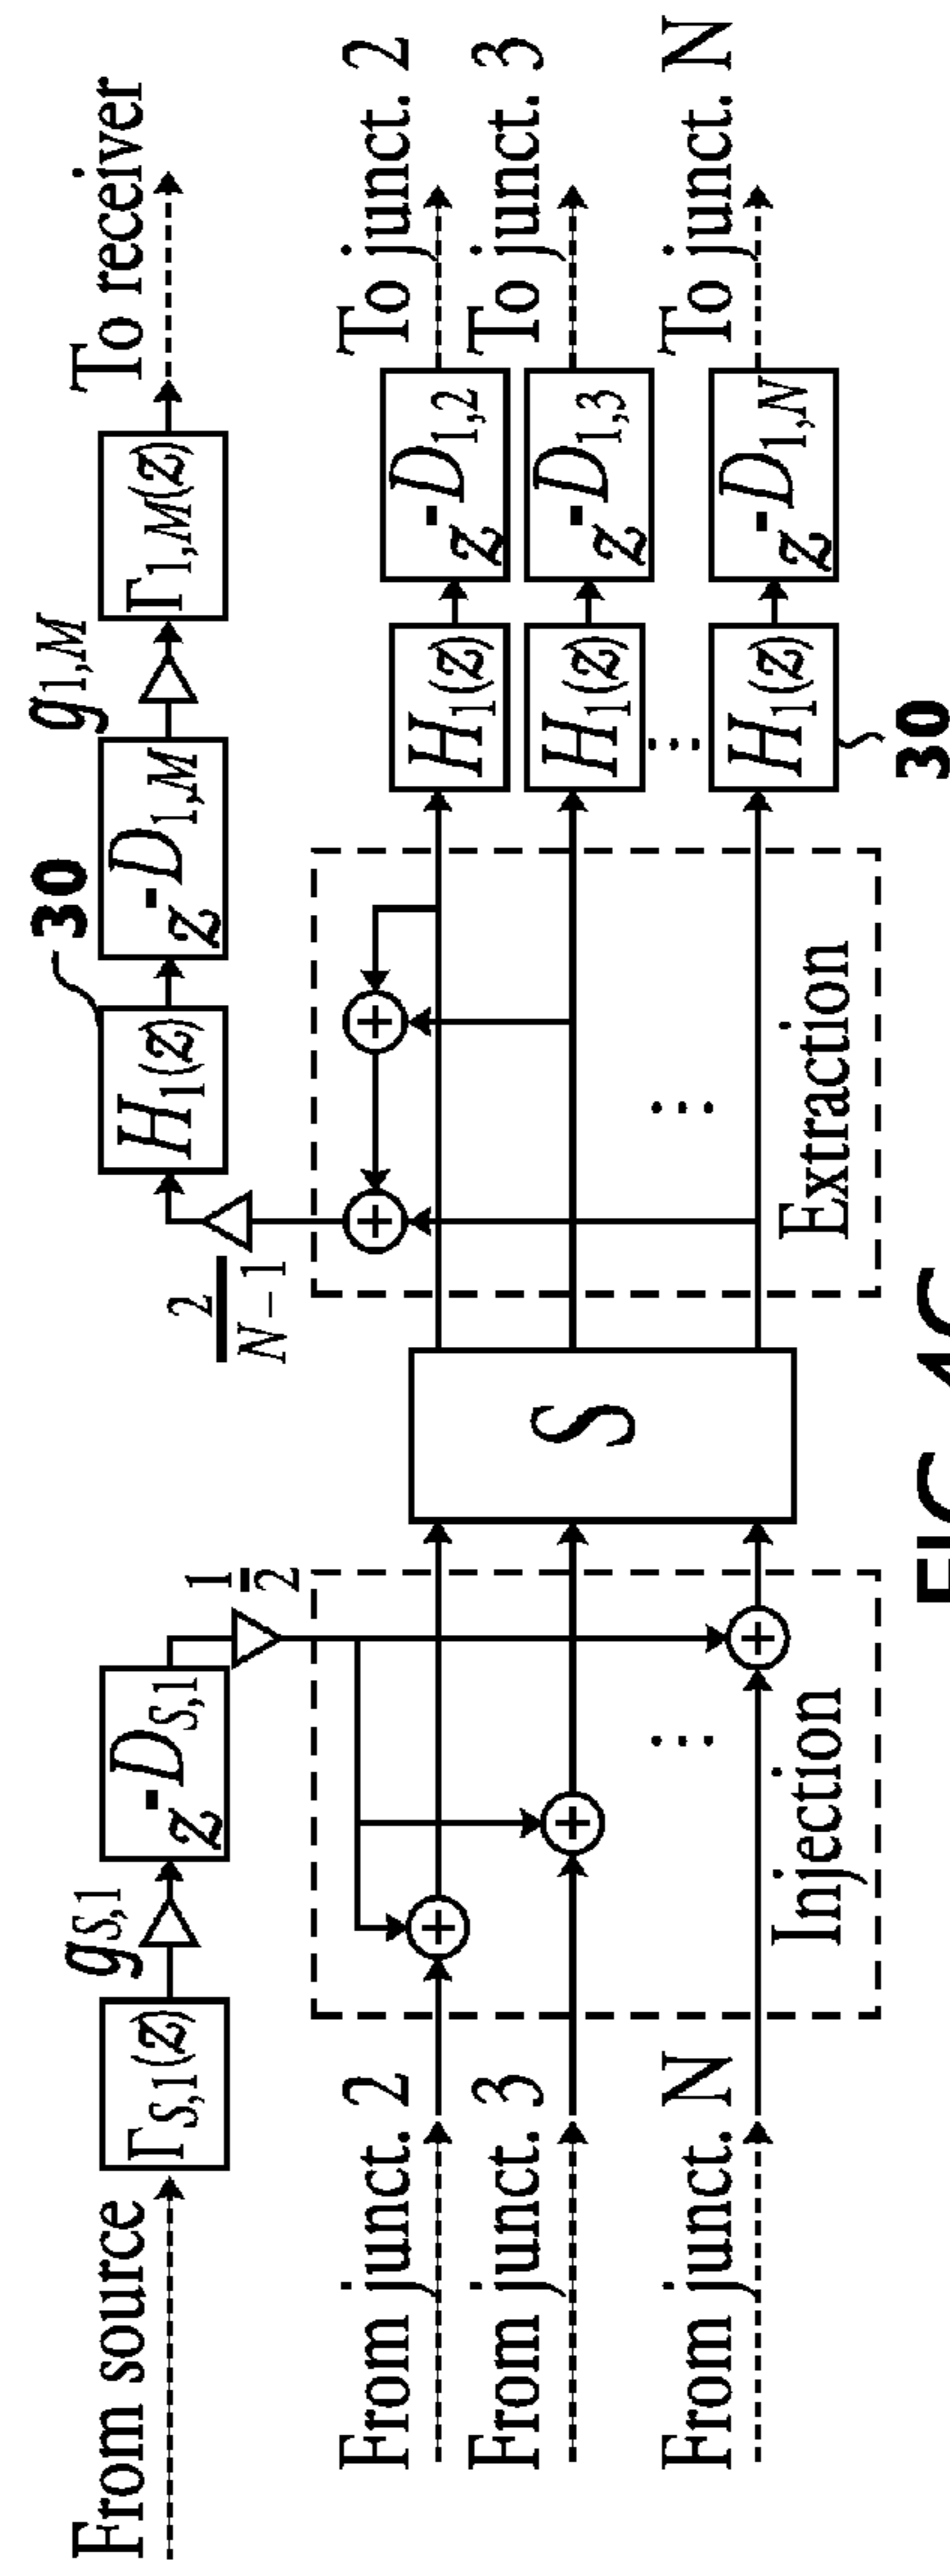 From source
Γ_{S,1}(z)
g_{S,1}
z^{-D_{S,1}}
1/2
2/(N−1)
H_1(z)
30
z^{-D_{1,M}}
g_{1,M}
Γ_{1,M}(z)
To receiver
From junct. 2
From junct. 3
From junct. N
Injection
...
S
Extraction
...
H_1(z)
z^{-D_{1,2}}
To junct. 2
H_1(z)
z^{-D_{1,3}}
To junct. 3
...
H_1(z)
z^{-D_{1,N}}
To junct. N
30